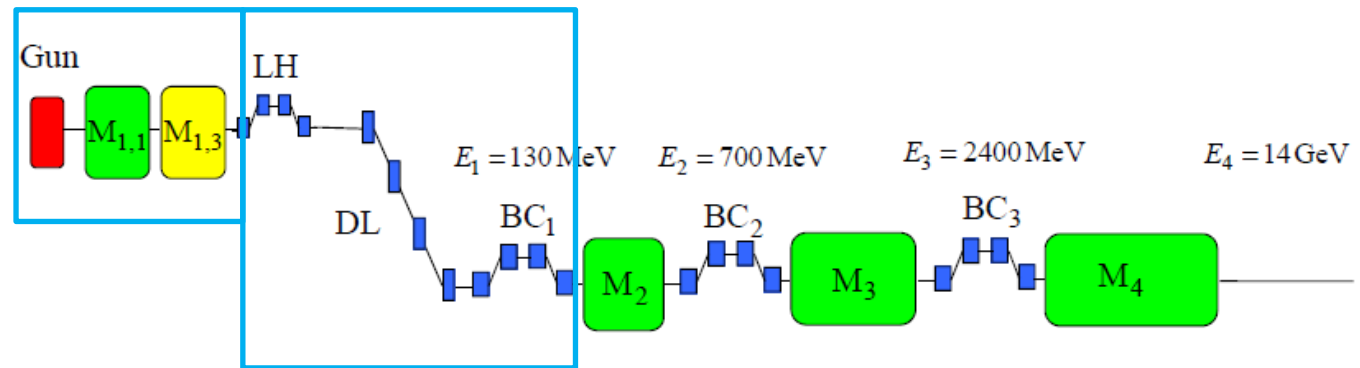 Gun
LH
M1,1
M1,3
E1 = 130 MeV
E2 = 700 MeV
E3 = 2400 MeV
E4 = 14 GeV
DL
BC1
BC2
BC3
M2
M3
M4